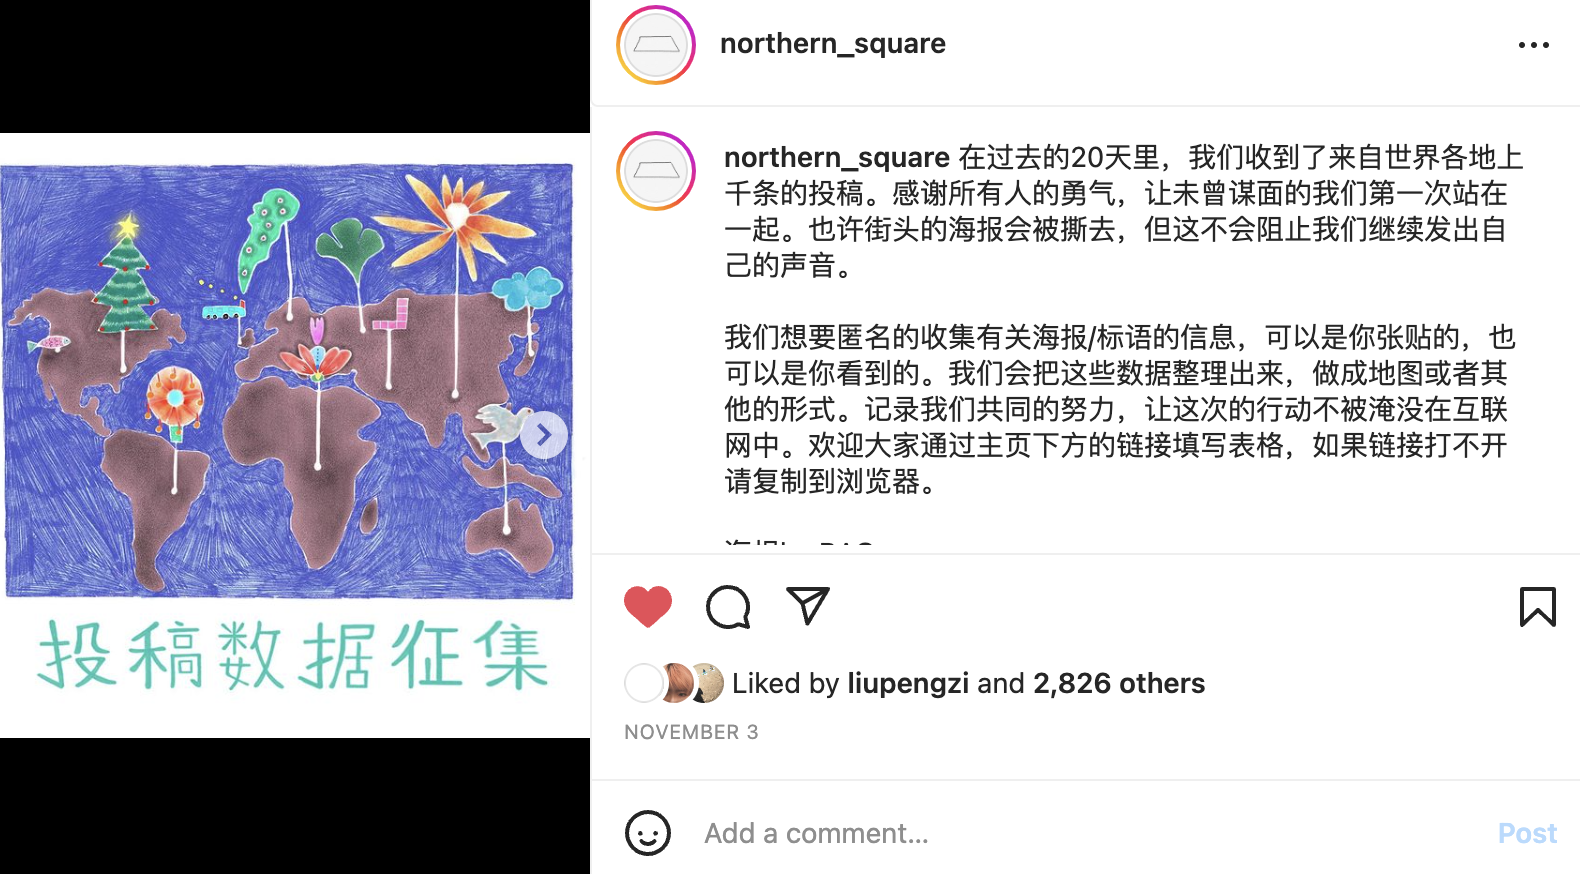 northern_square
northern_square 在过去的20天里，我们收到了来自世界各地上
千条的投稿。感谢所有人的勇气，让未曾谋面的我们第一次站在
一起。也许街头的海报会被撕去，但这不会阻止我们继续发出自
己的声音。
我们想要匿名的收集有关海报/标语的信息，可以是你张贴的，也
可以是你看到的。我们会把这些数据整理出来，做成地图或者其
他的形式。记录我们共同的努力，让这次的行动不被淹没在互联
网中。欢迎大家通过主页下方的链接填写表格，如果链接打不开
请复制到浏览器。
投稿数据征集
Liked by liupengzi and 2,826 others
NOVEMBER 3
Add a comment...
Post